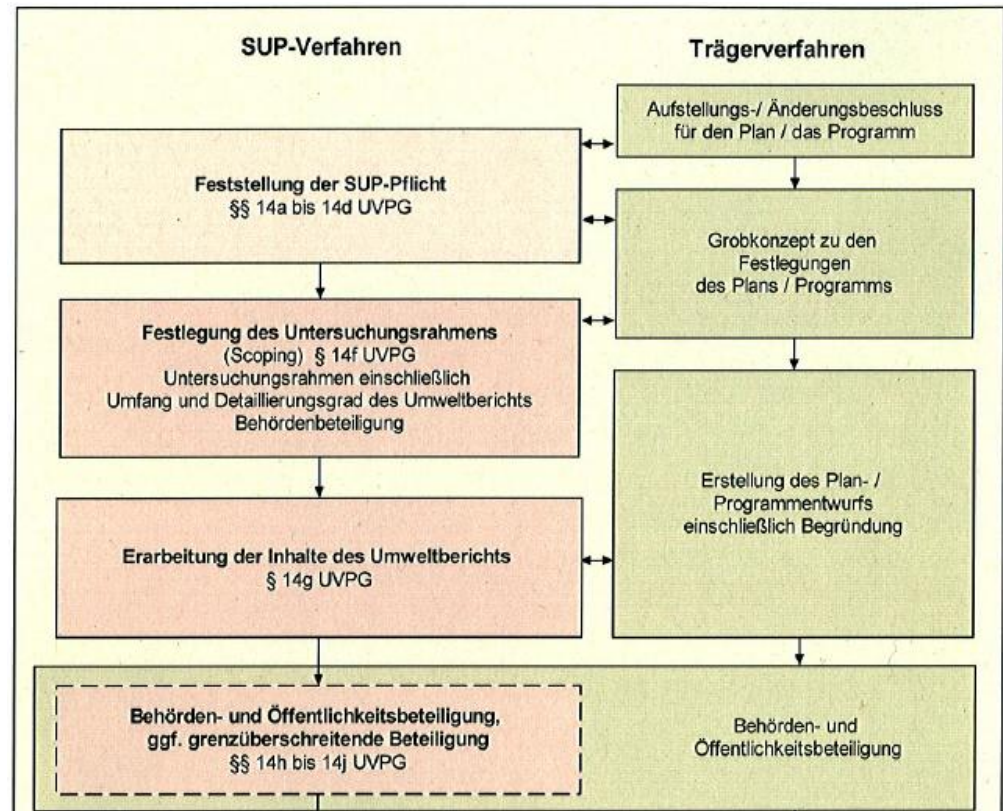 SUP-Verfahren
Trägerverfahren
Aufstellungs-/ Änderungsbeschluss
für den Plan / das Programm
Feststellung der SUP-Pflicht
§§ 14a bis 14d UVPG
Grobkonzept zu den
Festlegungen
des Plans / Programms
Festlegung des Untersuchungsrahmens
(Scoping) § 14f UVPG
Untersuchungsrahmen einschließlich
Umfang und Detaillierungsgrad des Umweltberichts
Behördenbeteiligung
Erstellung des Plan- /
Programmentwurfs
einschließlich Begründung
Erarbeitung der Inhalte des Umweltberichts
§ 14g UVPG
Behörden- und Öffentlichkeitsbeteiligung,
ggf. grenzüberschreitende Beteiligung
§§ 14h bis 14j UVPG
Behörden- und
Öffentlichkeitsbeteiligung